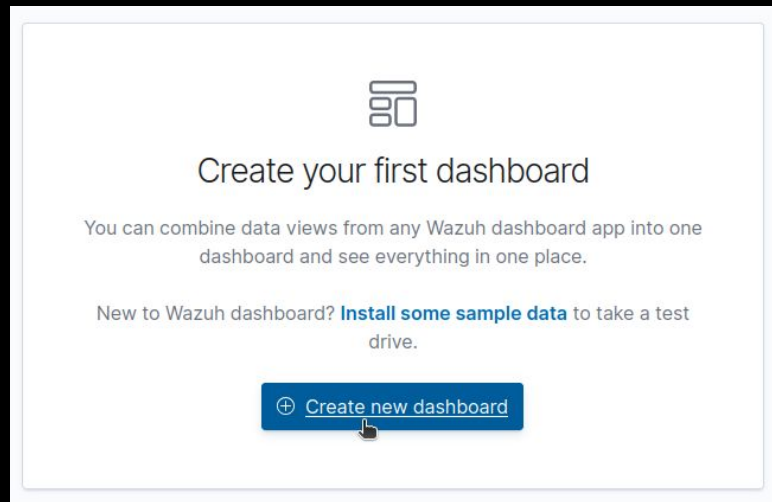 Create your first dashboard
You can combine data views from any Wazuh dashboard app into one
dashboard and see everything in one place.
New to Wazuh dashboard? Install some sample data to take a test
drive.
Create new dashboard